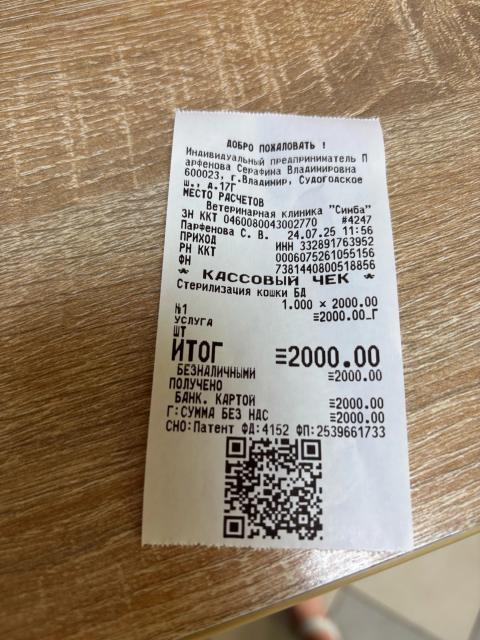 ДОБРО ПОЖАЛОВАТЬ !
Индивидуальный предприниматель П
арфенова Серафина Владимировна
600023, г.Владимир, Судогодское
ш., д.17Г
МЕСТО РАСЧЕТОВ
Ветеринарная клиника "Симба"
ЗН ККТ 0460080043002770 #4247
Парфенова С. В. 24.07.25 11:56
ПРИХОД ИНН 332891763952
РН ККТ 0006075261055156
ФН 7381440800518856
* КАССОВЫЙ ЧЕК *
Стерилизация кошки БД
1.000 × 2000.00
№1 ≡2000.00_Г
УСЛУГА
ШТ
ИТОГ ≡2000.00
БЕЗНАЛИЧНЫМИ ≡2000.00
ПОЛУЧЕНО
БАНК. КАРТОЙ ≡2000.00
Г:СУММА БЕЗ НДС ≡2000.00
СНО:Патент ФД:4152 ФП:2539661733